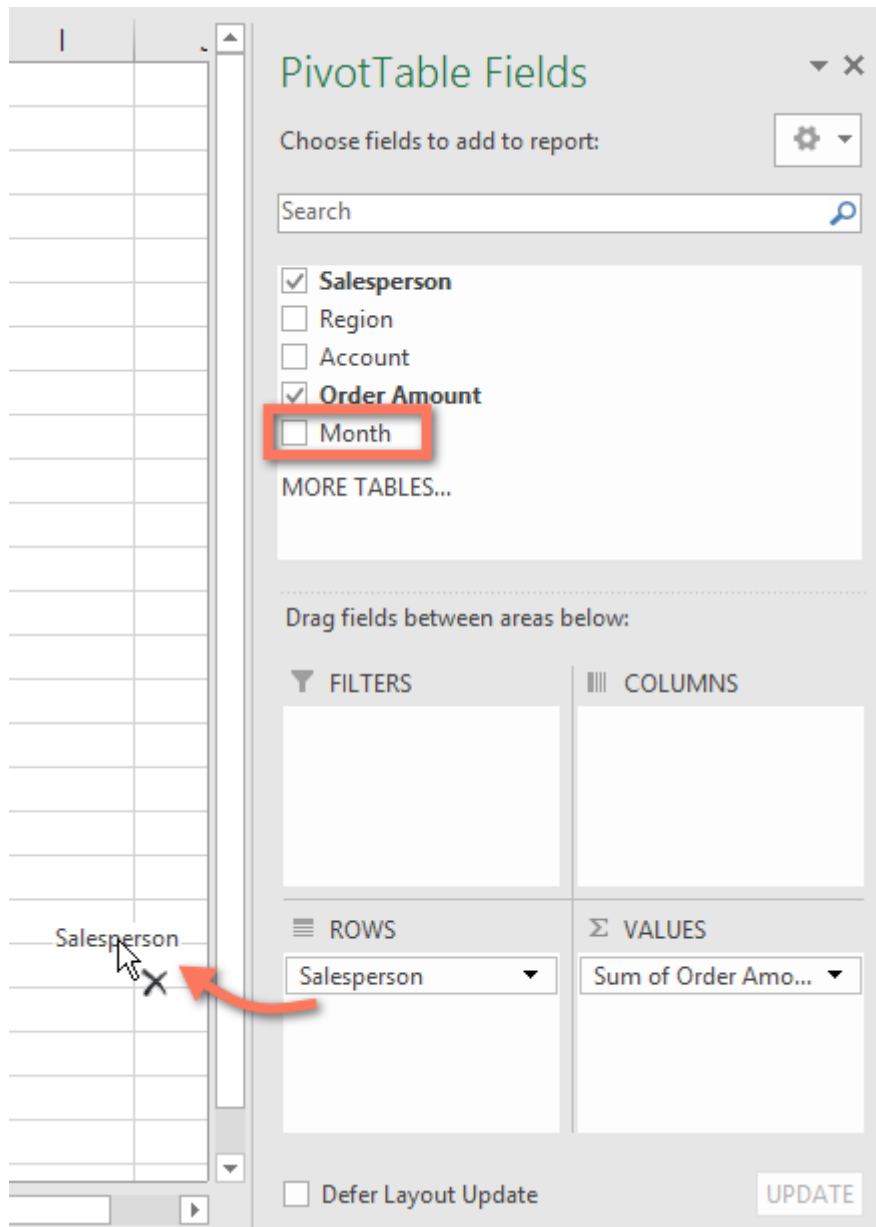 I
PivotTable Fields
Choose fields to add to report:
Search
Salesperson
Region
Account
Order Amount
Month
MORE TABLES...
Drag fields between areas below:
FILTERS
COLUMNS
ROWS
Σ VALUES
Salesperson
Salesperson
Sum of Order Amo...
Defer Layout Update
UPDATE